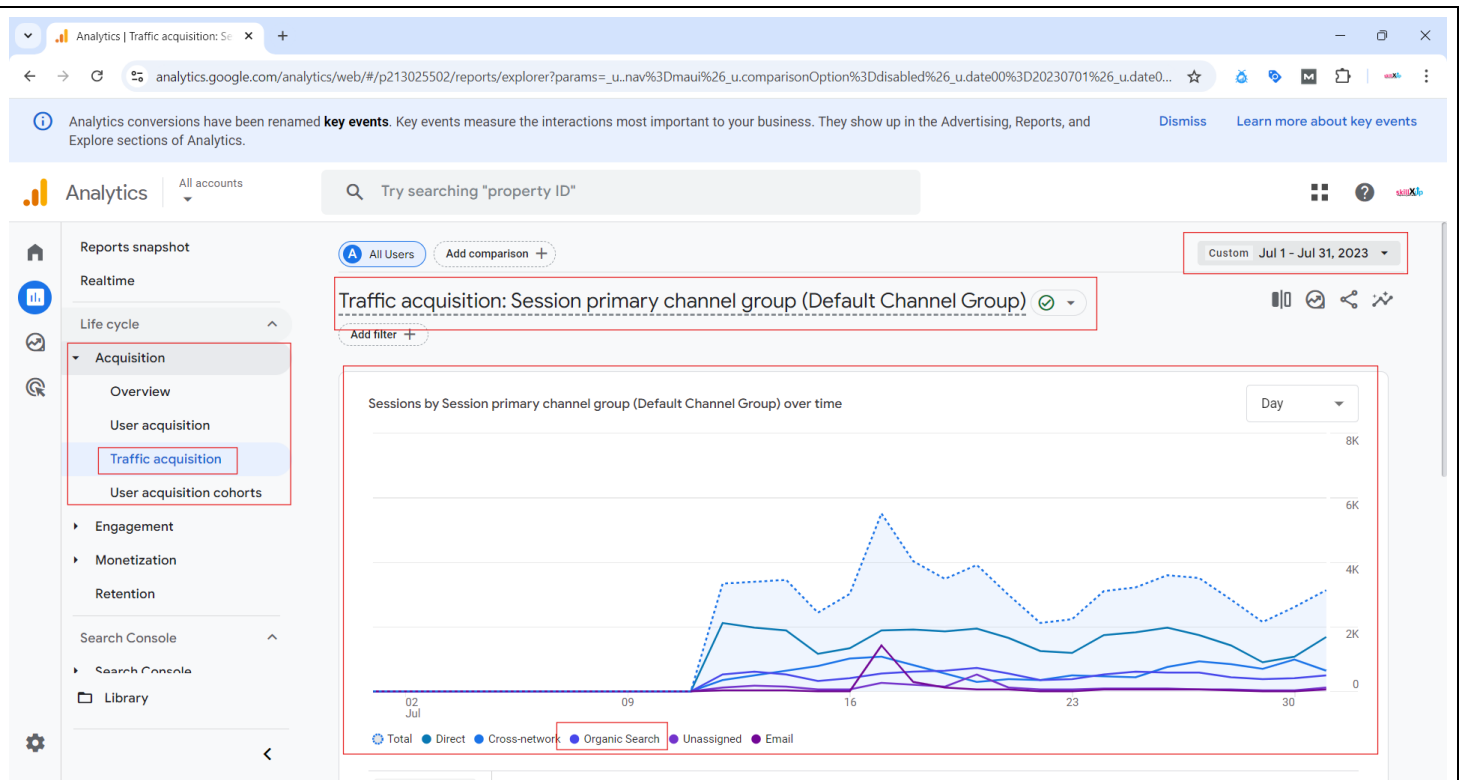 Analytics | Traffic acquisition: Se
analytics.google.com/analytics/web/#/p213025502/reports/explorer?params=_u..nav%3Dmaui%26_u.comparisonOption%3Ddisabled%26_u.date00%3D20230701%26_u.date0...
Analytics conversions have been renamed key events. Key events measure the interactions most important to your business. They show up in the Advertising, Reports, and
Explore sections of Analytics.
Dismiss
Learn more about key events
Analytics
All accounts
Try searching "property ID"
skillXUp
Reports snapshot
Realtime
Life cycle
Acquisition
Overview
User acquisition
Traffic acquisition
User acquisition cohorts
Engagement
Monetization
Retention
Search Console
Search Console
Library
A All Users
Add comparison +
Custom Jul 1 - Jul 31, 2023
Traffic acquisition: Session primary channel group (Default Channel Group)
Add filter +
Sessions by Session primary channel group (Default Channel Group) over time
Day
8K
6K
4K
2K
0
02 09 16 23 30
Jul
Total Direct Cross-network Organic Search Unassigned Email